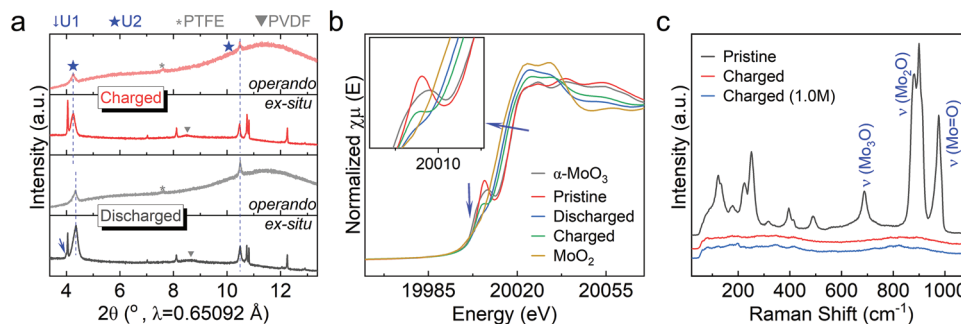 a
↓U1
★U2
*PTFE
▼PVDF
operando
Charged
ex-situ
operando
Discharged
ex-situ
Intensity (a.u.)
4 6 8 10 12
2θ (°, λ=0.65092 Å)
b
Normalized χμ (E)
20010
α-MoO₃
Pristine
Discharged
Charged
MoO₂
19985 20020 20055
Energy (eV)
c
Intensity (a.u.)
Pristine
Charged
Charged (1.0M)
ν (Mo₃O)
ν (Mo₂O)
ν (Mo=O)
200 400 600 800 1000
Raman Shift (cm⁻¹)